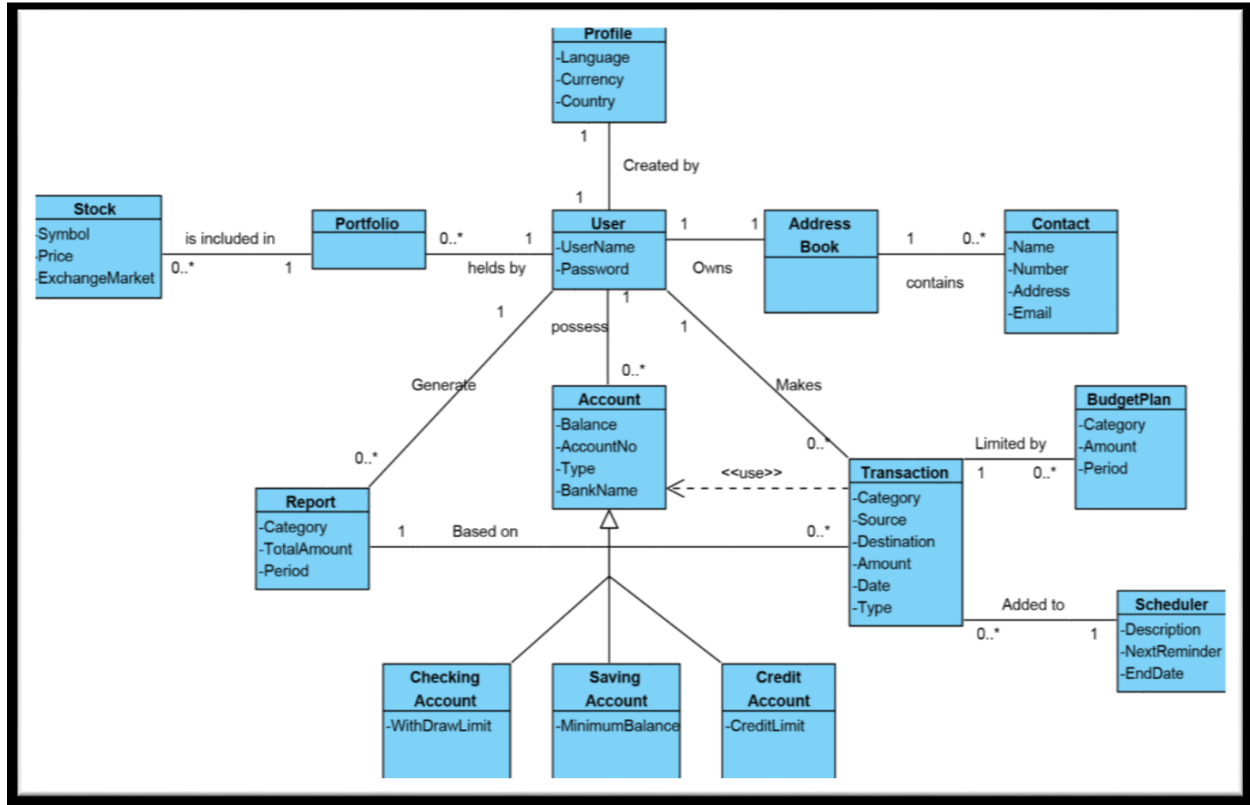 Profile
-Language
-Currency
-Country
1
Created by
1
Stock
-Symbol
-Price
-ExchangeMarket
is included in
0..*
1
Portfolio
0..*
1
helds by
User
-UserName
-Password
1
1
Owns
Address
Book
1
0..*
contains
Contact
-Name
-Number
-Address
-Email
1
Generate
0..*
1
possess
0..*
1
Makes
0..*
Account
-Balance
-AccountNo
-Type
-BankName
<<use>>
BudgetPlan
-Category
-Amount
-Period
Limited by
1
0..*
Transaction
-Category
-Source
-Destination
-Amount
-Date
-Type
Report
-Category
-TotalAmount
-Period
1
Based on
0..*
Added to
0..*
1
Scheduler
-Description
-NextReminder
-EndDate
Checking
Account
-WithDrawLimit
Saving
Account
-MinimumBalance
Credit
Account
-CreditLimit